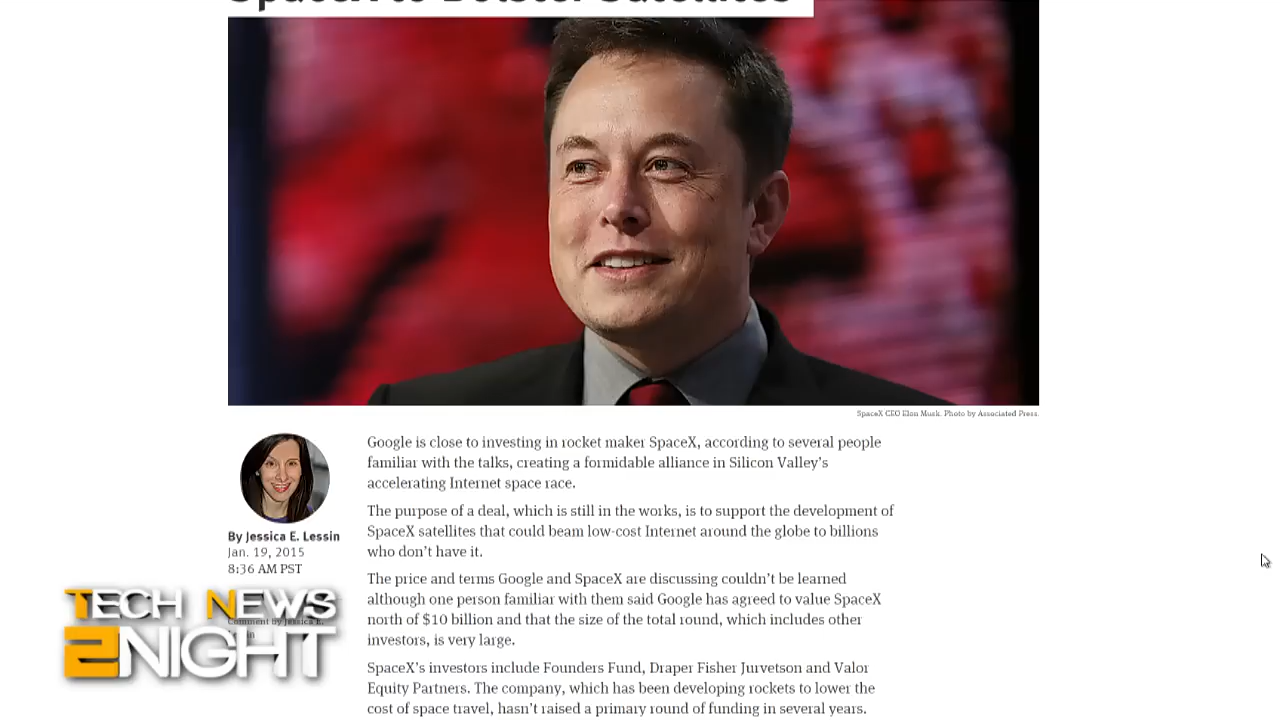 SpaceX to Bolster Satellites
SpaceX CEO Elon Musk. Photo by Associated Press.
Google is close to investing in rocket maker SpaceX, according to several people
familiar with the talks, creating a formidable alliance in Silicon Valley's
accelerating Internet space race.
The purpose of a deal, which is still in the works, is to support the development of
SpaceX satellites that could beam low-cost Internet around the globe to billions
who don't have it.
The price and terms Google and SpaceX are discussing couldn't be learned
although one person familiar with them said Google has agreed to value SpaceX
north of $10 billion and that the size of the total round, which includes other
investors, is very large.
SpaceX's investors include Founders Fund, Draper Fisher Jurvetson and Valor
Equity Partners. The company, which has been developing rockets to lower the
cost of space travel, hasn't raised a primary round of funding in several years.
By Jessica E. Lessin
Jan. 19, 2015
8:36 AM PST
Comment by Jessica E.
TECH NEWS
2NIGHT